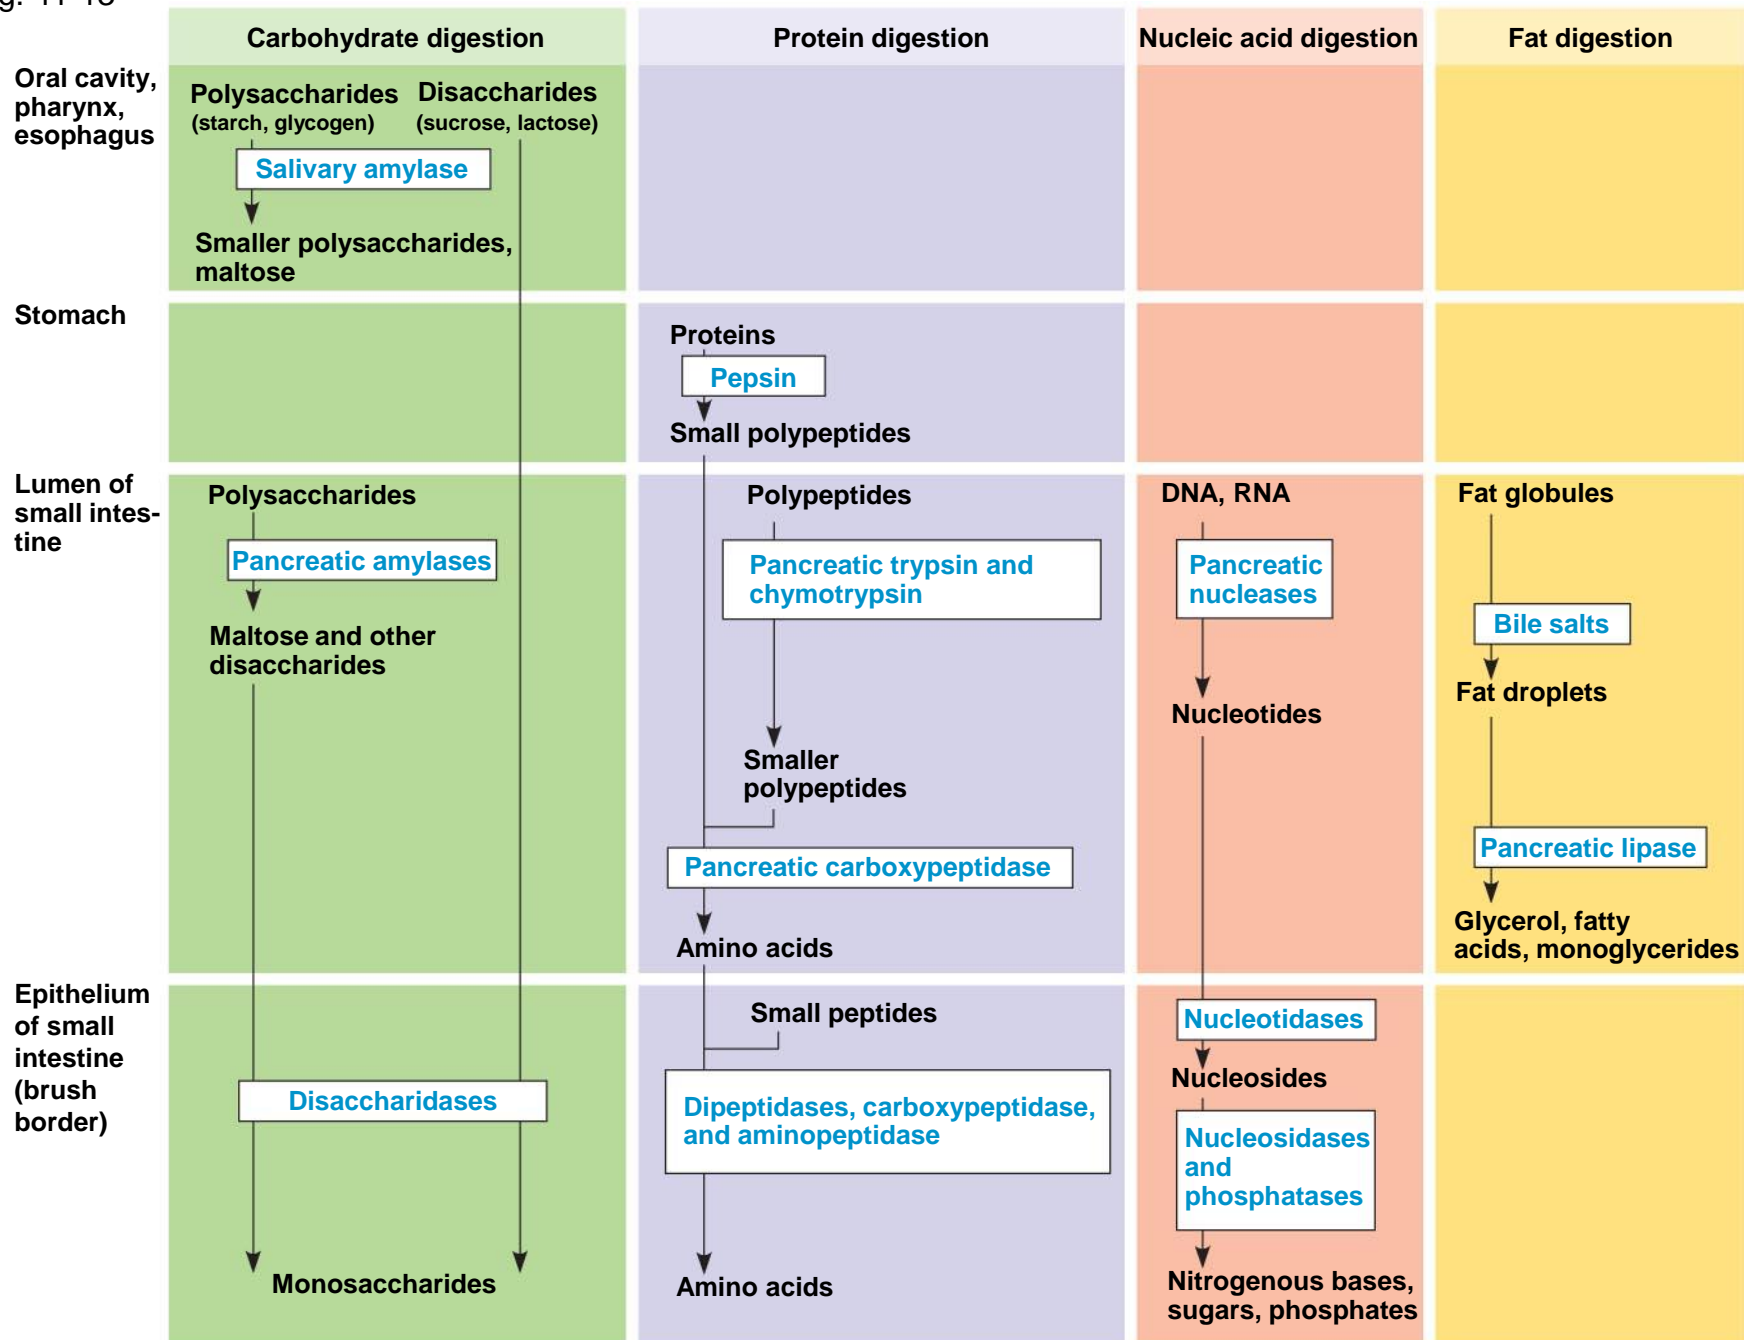 Carbohydrate digestion
Protein digestion
Nucleic acid digestion
Fat digestion
Oral cavity,
pharynx,
esophagus
Polysaccharides
(starch, glycogen)
Disaccharides
(sucrose, lactose)
Salivary amylase
Smaller polysaccharides,
maltose
Stomach
Proteins
Pepsin
Small polypeptides
Lumen of
small intes-
tine
Polysaccharides
Pancreatic amylases
Maltose and other
disaccharides
Polypeptides
Pancreatic trypsin and
chymotrypsin
Smaller
polypeptides
Pancreatic carboxypeptidase
Amino acids
DNA, RNA
Pancreatic
nucleases
Nucleotides
Fat globules
Bile salts
Fat droplets
Pancreatic lipase
Glycerol, fatty
acids, monoglycerides
Epithelium
of small
intestine
(brush
border)
Disaccharidases
Monosaccharides
Small peptides
Dipeptidases, carboxypeptidase,
and aminopeptidase
Amino acids
Nucleotidases
Nucleosides
Nucleosidases
and
phosphatases
Nitrogenous bases,
sugars, phosphates